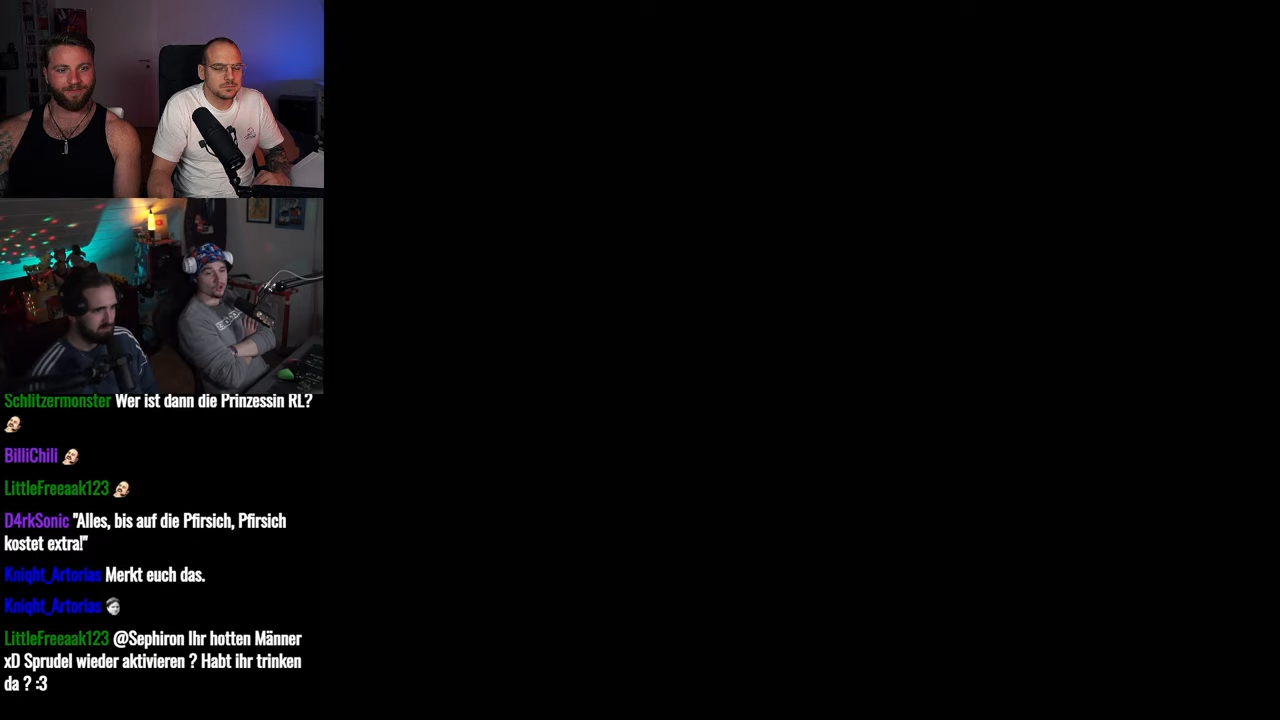 Schlitzermonster Wer ist dann die Prinzessin RL?
BilliChili
LittleFreeaak123
D4rkSonic "Alles, bis auf die Pfirsich, Pfirsich
kostet extra!"
Knight_Artorias Merkt euch das.
Knight_Artorias
LittleFreeaak123 @Sephiron Ihr hotten Männer
xD Sprudel wieder aktivieren ? Habt ihr trinken
da ? :3